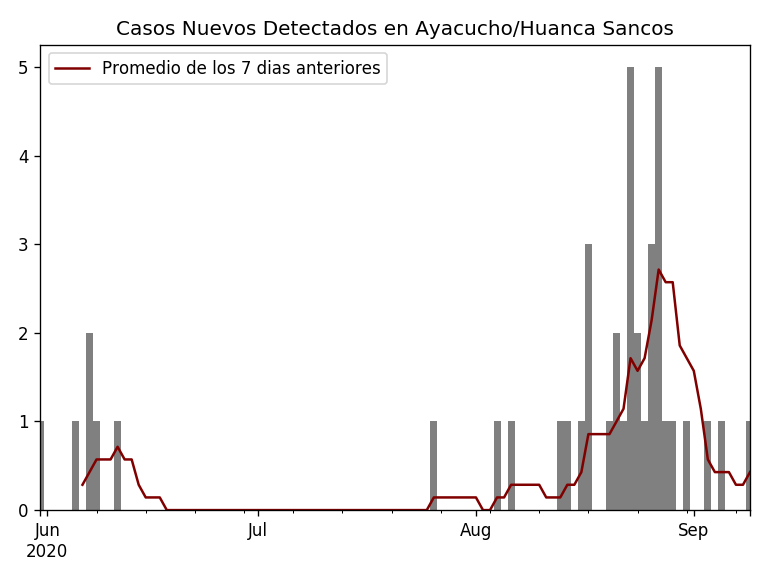 Casos Nuevos Detectados en Ayacucho/Huanca Sancos
Promedio de los 7 dias anteriores
5
4
3
2
1
0
Jun Jul Aug Sep
2020